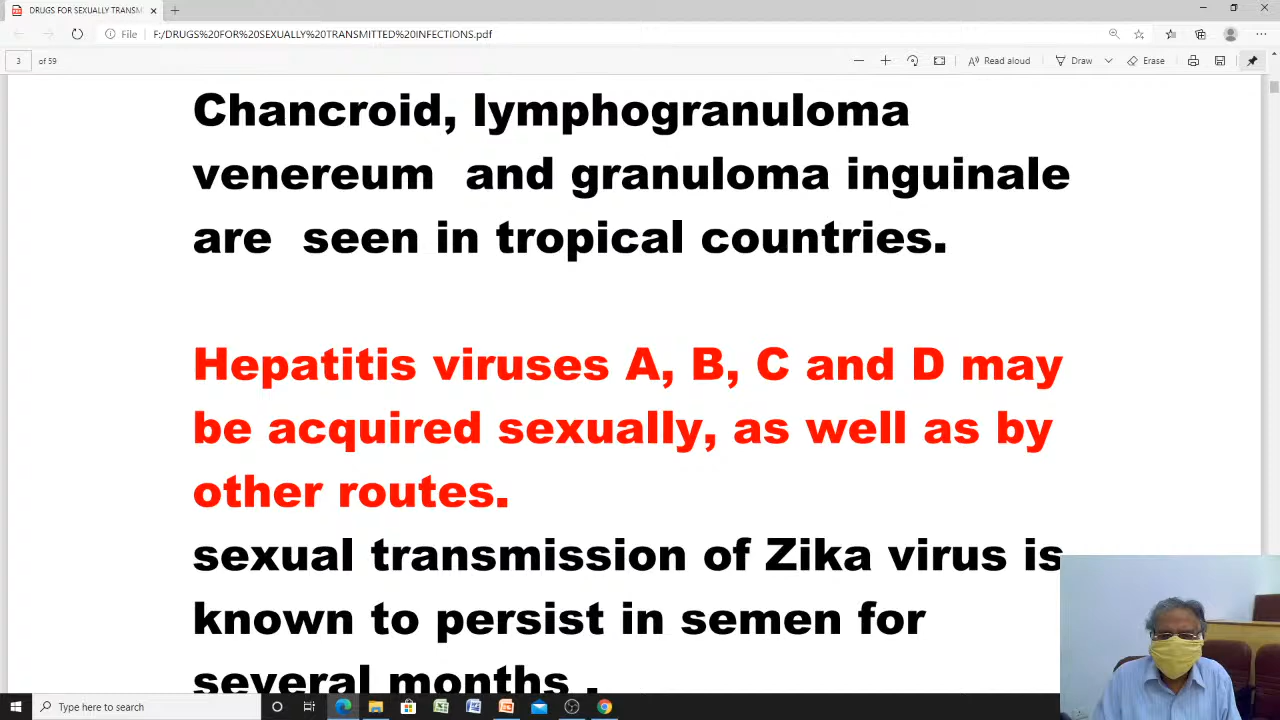 DRUGS FOR SEXUALLY TRANSM
File
F:/DRUGS%20FOR%20SEXUALLY%20TRANSMITTED%20INFECTIONS.pdf
3 of 59
Read aloud
Draw
Erase
Chancroid, lymphogranuloma
venereum and granuloma inguinale
are seen in tropical countries.
Hepatitis viruses A, B, C and D may
be acquired sexually, as well as by
other routes.
sexual transmission of Zika virus is
known to persist in semen for
several months .
Type here to search